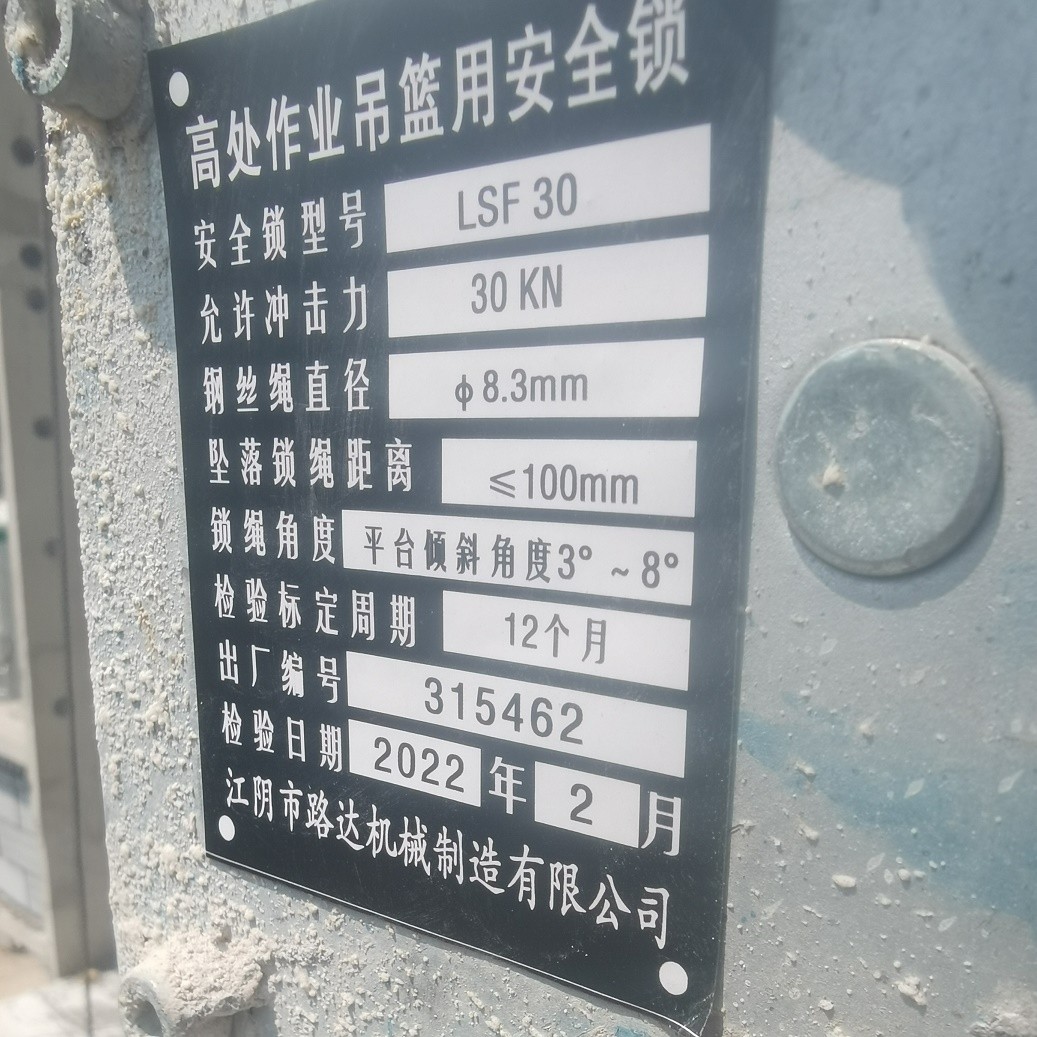 高处作业吊篮用安全锁
安全锁型号 LSF 30
允许冲击力 30 KN
钢丝绳直径 ф8.3mm
坠落锁绳距离 ≤100mm
锁绳角度 平台倾斜角度3°~8°
检验标定周期 12个月
出厂编号 315462
检验日期 2022 年 2 月
江阴市路达机械制造有限公司